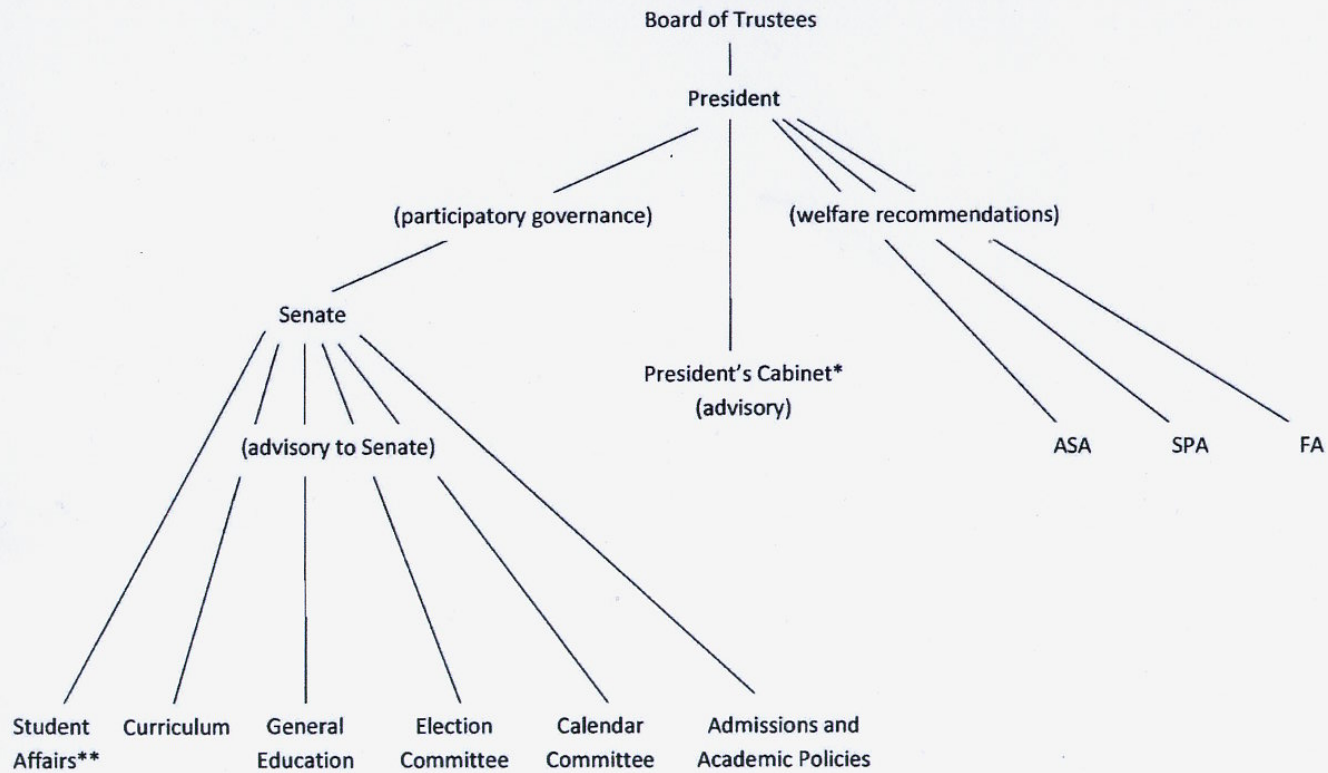 Board of Trustees
President
(participatory governance)
(welfare recommendations)
Senate
President's Cabinet*
(advisory)
(advisory to Senate)
ASA
SPA
FA
Student
Affairs**
Curriculum
General
Education
Election
Committee
Calendar
Committee
Admissions and
Academic Policies